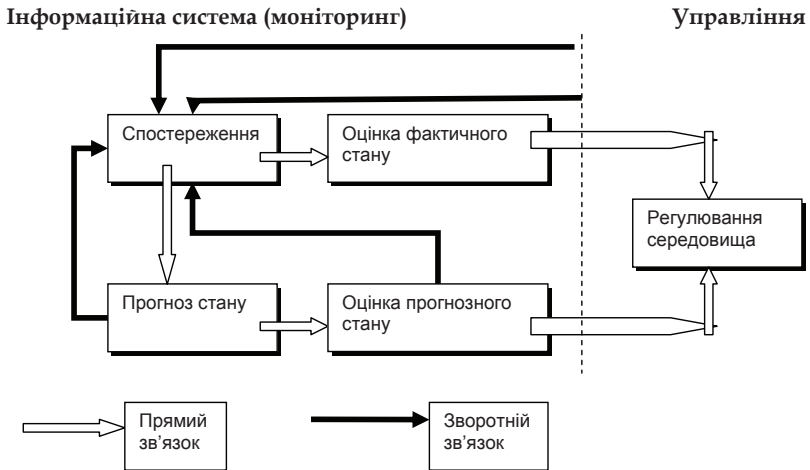 Інформаційна система (моніторинг)
Управління
Спостереження
Оцінка фактичного
стану
Регулювання
середовища
Прогноз стану
Оцінка прогнозного
стану
Прямий
зв’язок
Зворотній
зв’язок